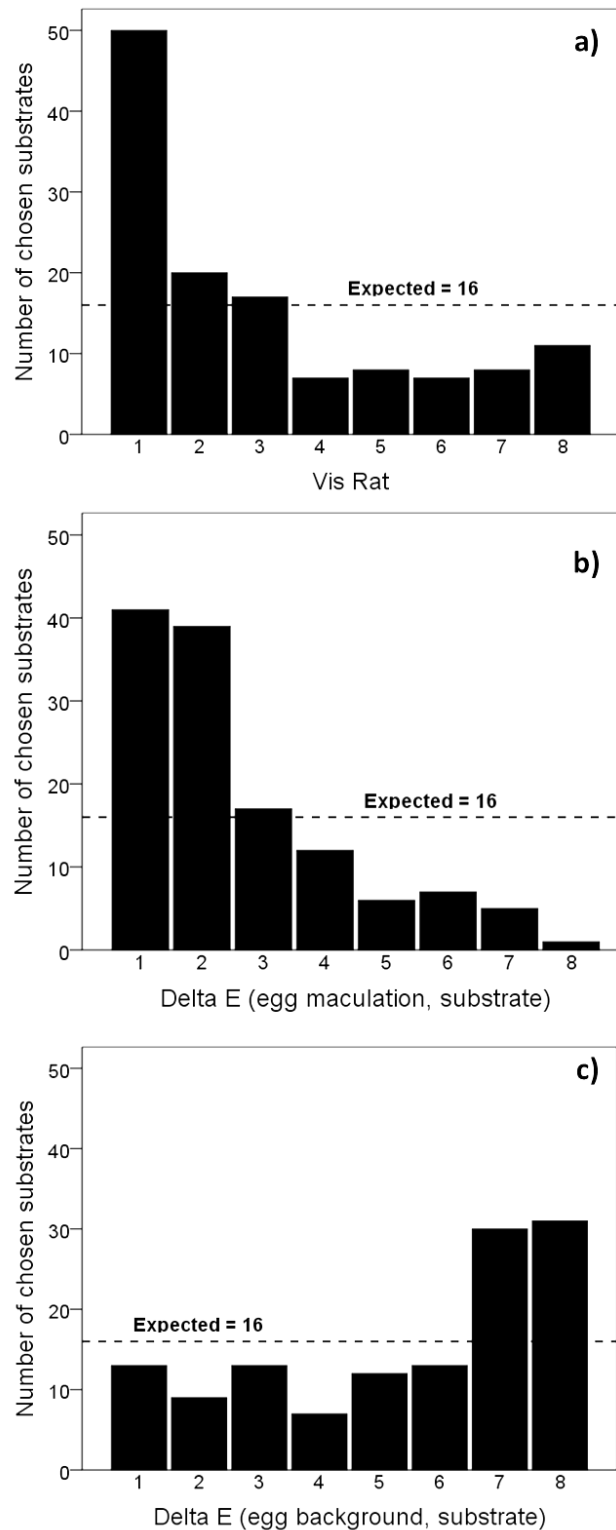 a)
Number of chosen substrates
50
40
30
20
10
0
Expected = 16
1 2 3 4 5 6 7 8
Vis Rat
b)
Number of chosen substrates
50
40
30
20
10
0
Expected = 16
1 2 3 4 5 6 7 8
Delta E (egg maculation, substrate)
c)
Number of chosen substrates
50
40
30
20
10
0
Expected = 16
1 2 3 4 5 6 7 8
Delta E (egg background, substrate)